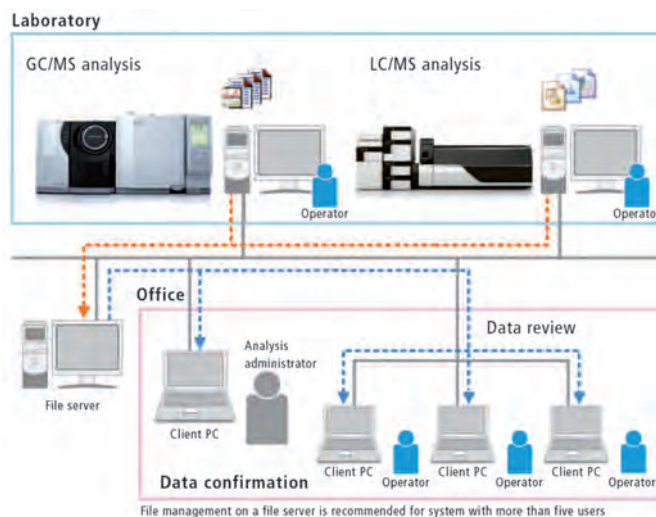 Laboratory
GC/MS analysis
LC/MS analysis
Operator
Operator
Office
Data review
Analysis
administrator
File server
Client PC
Client PC
Operator
Client PC
Operator
Client PC
Operator
Data confirmation
File management on a file server is recommended for system with more than five users